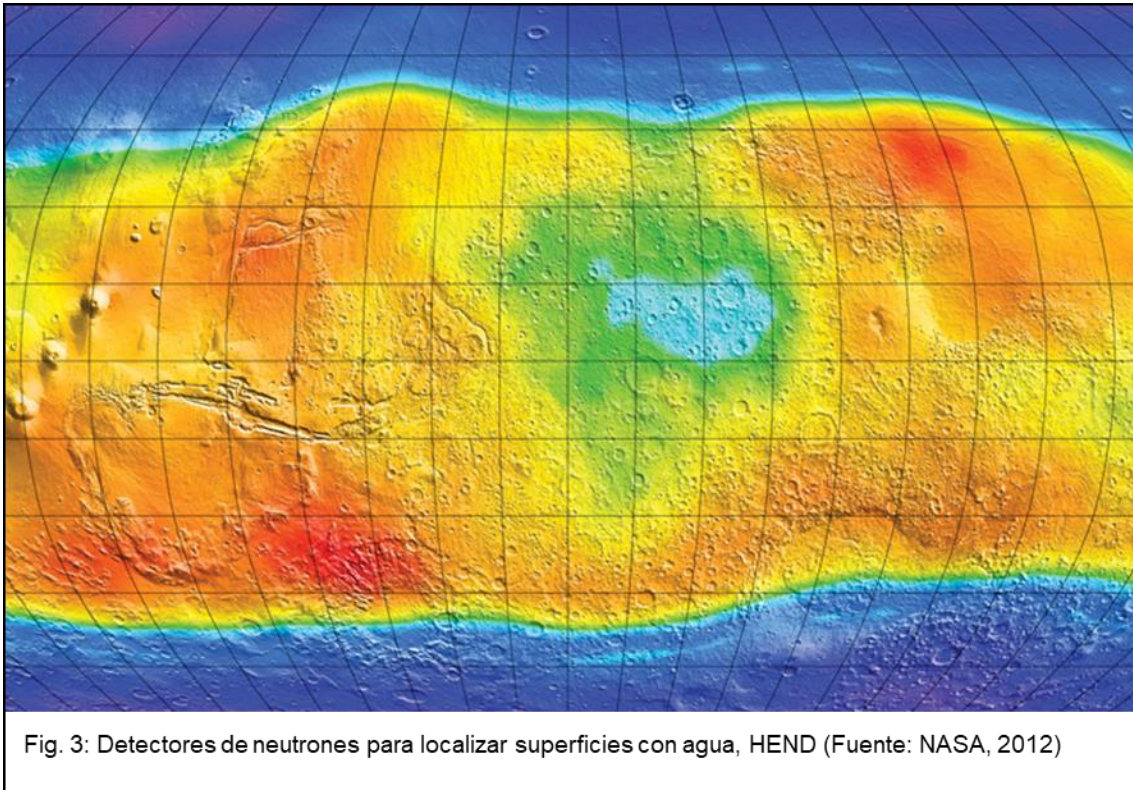 Fig. 3: Detectores de neutrones para localizar superficies con agua, HEND (Fuente: NASA, 2012)